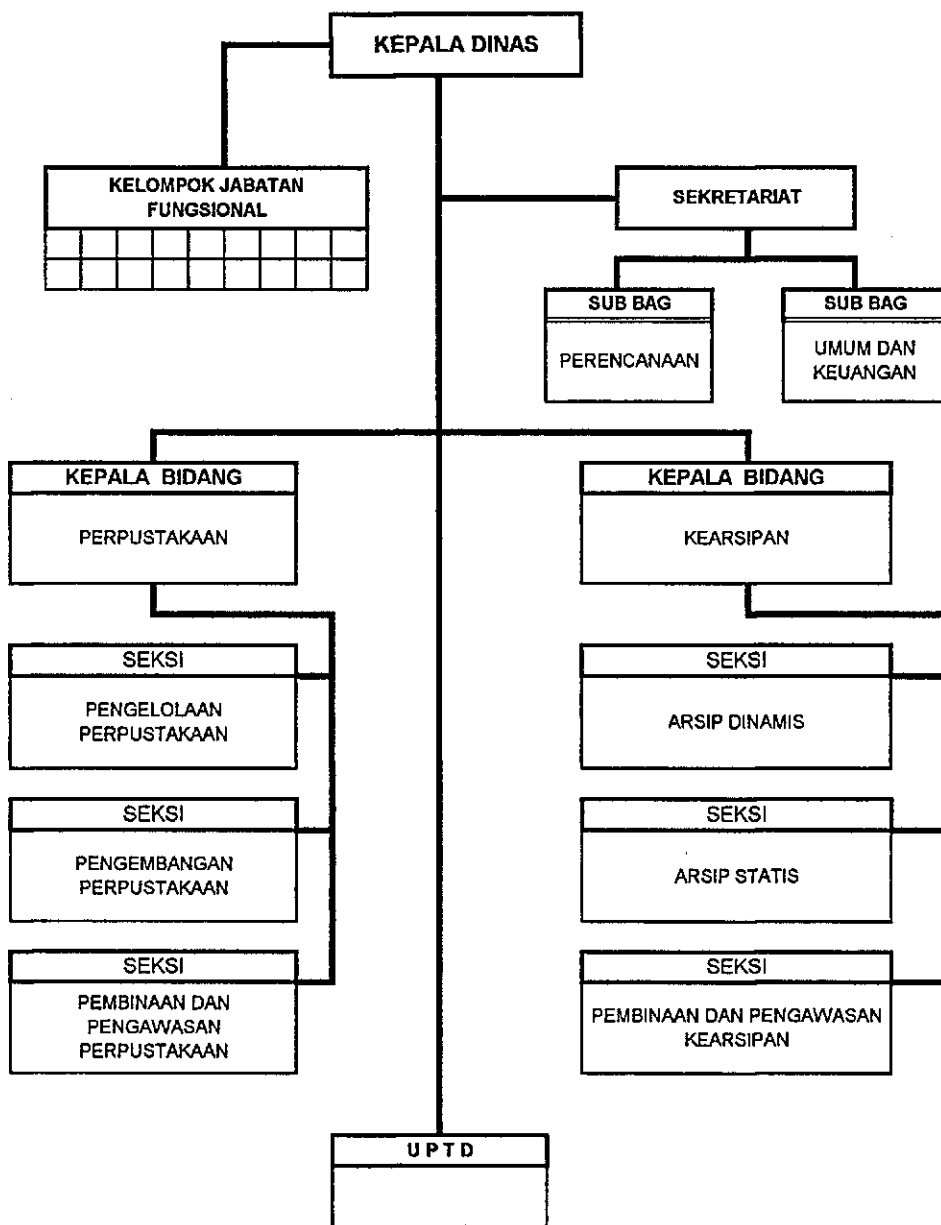 KEPALA DINAS
KELOMPOK JABATAN
FUNGSIONAL
SEKRETARIAT
SUB BAG
PERENCANAAN
SUB BAG
UMUM DAN
KEUANGAN
KEPALA BIDANG
PERPUSTAKAAN
KEPALA BIDANG
KEARSIPAN
SEKSI
PENGELOLAAN
PERPUSTAKAAN
SEKSI
ARSIP DINAMIS
SEKSI
PENGEMBANGAN
PERPUSTAKAAN
SEKSI
ARSIP STATIS
SEKSI
PEMBINAAN DAN
PENGAWASAN
PERPUSTAKAAN
SEKSI
PEMBINAAN DAN PENGAWASAN
KEARSIPAN
U P T D